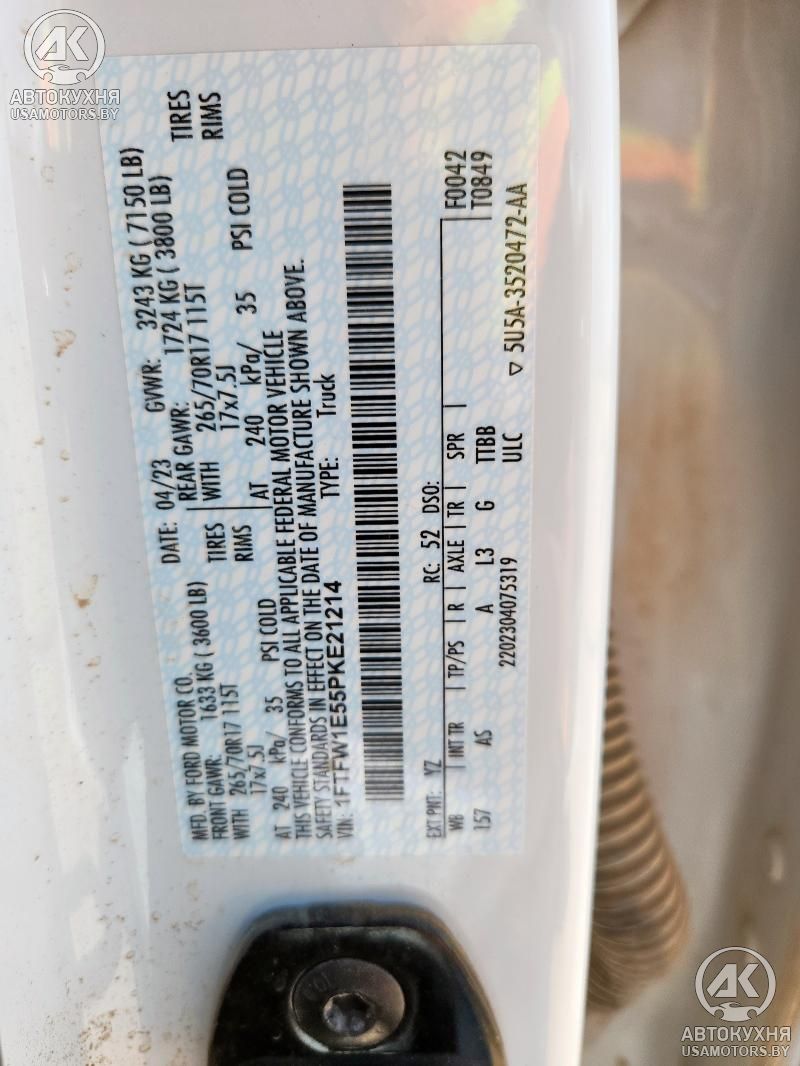 АВТОКУХНЯ
USAMOTORS.BY
MFD. BY FORD MOTOR CO.
DATE: 04/23 GVWR: 3243 KG ( 7150 LB)
FRONT GAWR: 1633 KG ( 3600 LB) REAR GAWR: 1724 KG ( 3800 LB)
WITH 265/70R17 115T TIRES WITH 265/70R17 115T TIRES
17x7.5J RIMS 17x7.5J RIMS
AT 240 kPa/ 35 PSI COLD AT 240 kPa/ 35 PSI COLD
THIS VEHICLE CONFORMS TO ALL APPLICABLE FEDERAL MOTOR VEHICLE
SAFETY STANDARDS IN EFFECT ON THE DATE OF MANUFACTURE SHOWN ABOVE.
VIN: 1FTFW1E55PKE21214 TYPE: Truck
EXT PNT: YZ RC: 52 DSO: F0042
WB INT TR TP/PS R AXLE TR SPR T0849
157 AS A L3 G TTBB
ULC
2202304075319 ▽ 5U5A-3520472-AA
АВТОКУХНЯ
USAMOTORS.BY